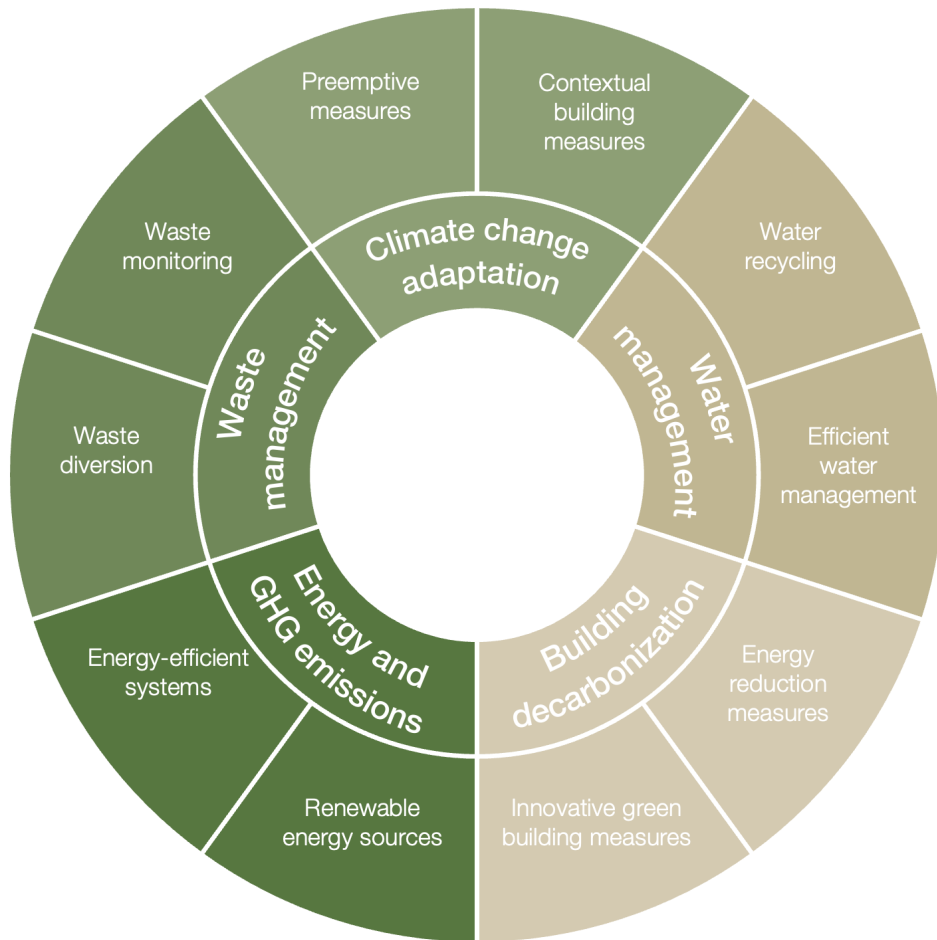 Preemptive
measures
Contextual
building
measures
Climate change
adaptation
Water
recycling
Efficient
water
management
Water
management
Energy
reduction
measures
Innovative green
building measures
Building
decarbonization
Renewable
energy sources
Energy-efficient
systems
Energy and
GHG emissions
Waste
diversion
Waste
monitoring
Waste
management